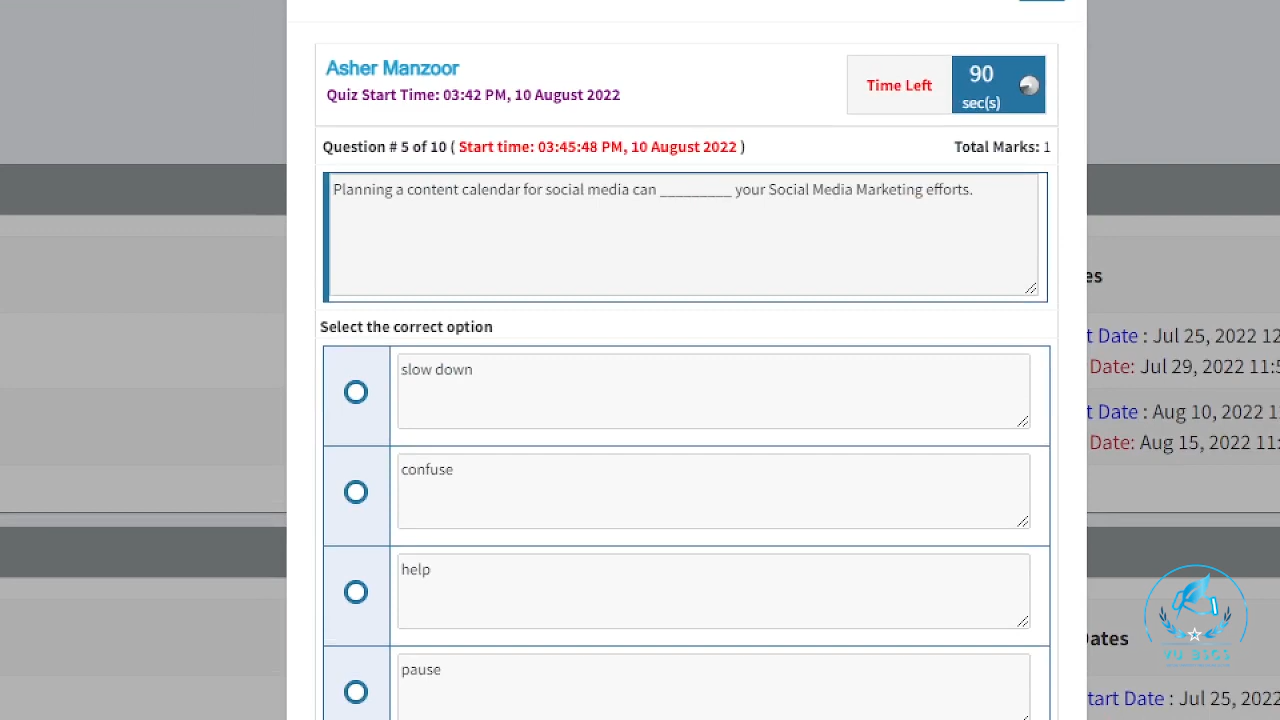 Asher Manzoor
Quiz Start Time: 03:42 PM, 10 August 2022
Time Left
90
sec(s)
Question # 5 of 10 ( Start time: 03:45:48 PM, 10 August 2022 )
Total Marks: 1
Planning a content calendar for social media can _________ your Social Media Marketing efforts.
Select the correct option
slow down
confuse
help
pause
es
t Date : Jul 25, 2022 12
Date: Jul 29, 2022 11:5
t Date : Aug 10, 2022 1
Date: Aug 15, 2022 11:
Dates
tart Date : Jul 25, 2022
VU BSCS